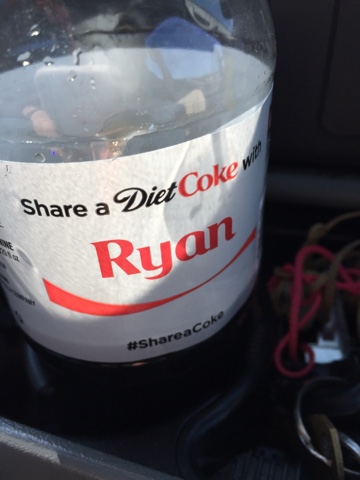 Share a Diet Coke with
Ryan
#ShareaCoke